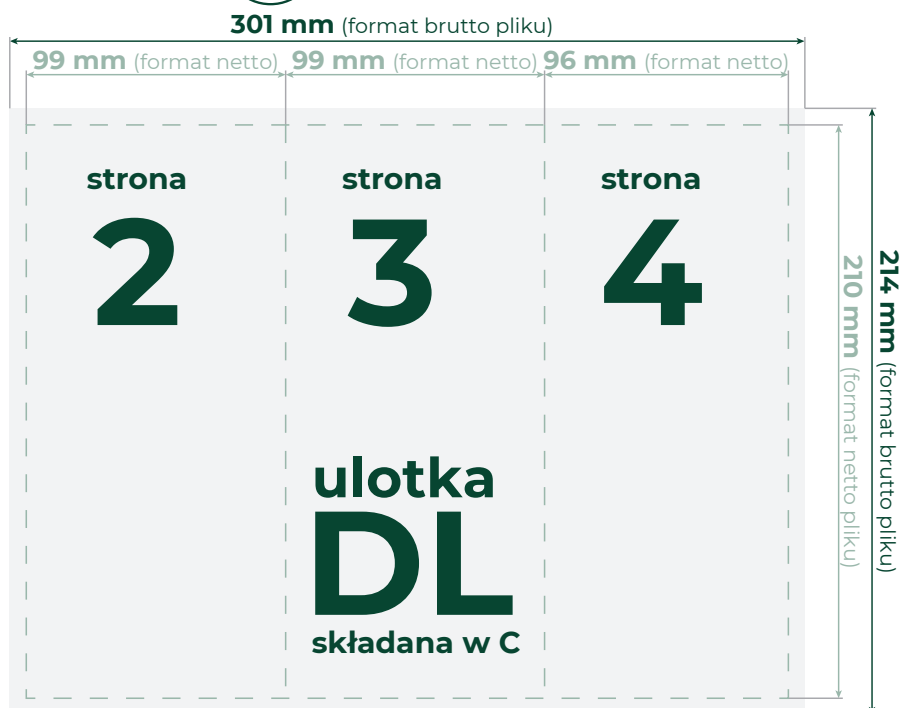 301 mm (format brutto pliku)
99 mm (format netto) 99 mm (format netto) 96 mm (format netto)
strona strona strona
2 3 4
210 mm (format netto pliku)
214 mm (format brutto pliku)
ulotka
DL
składana w C